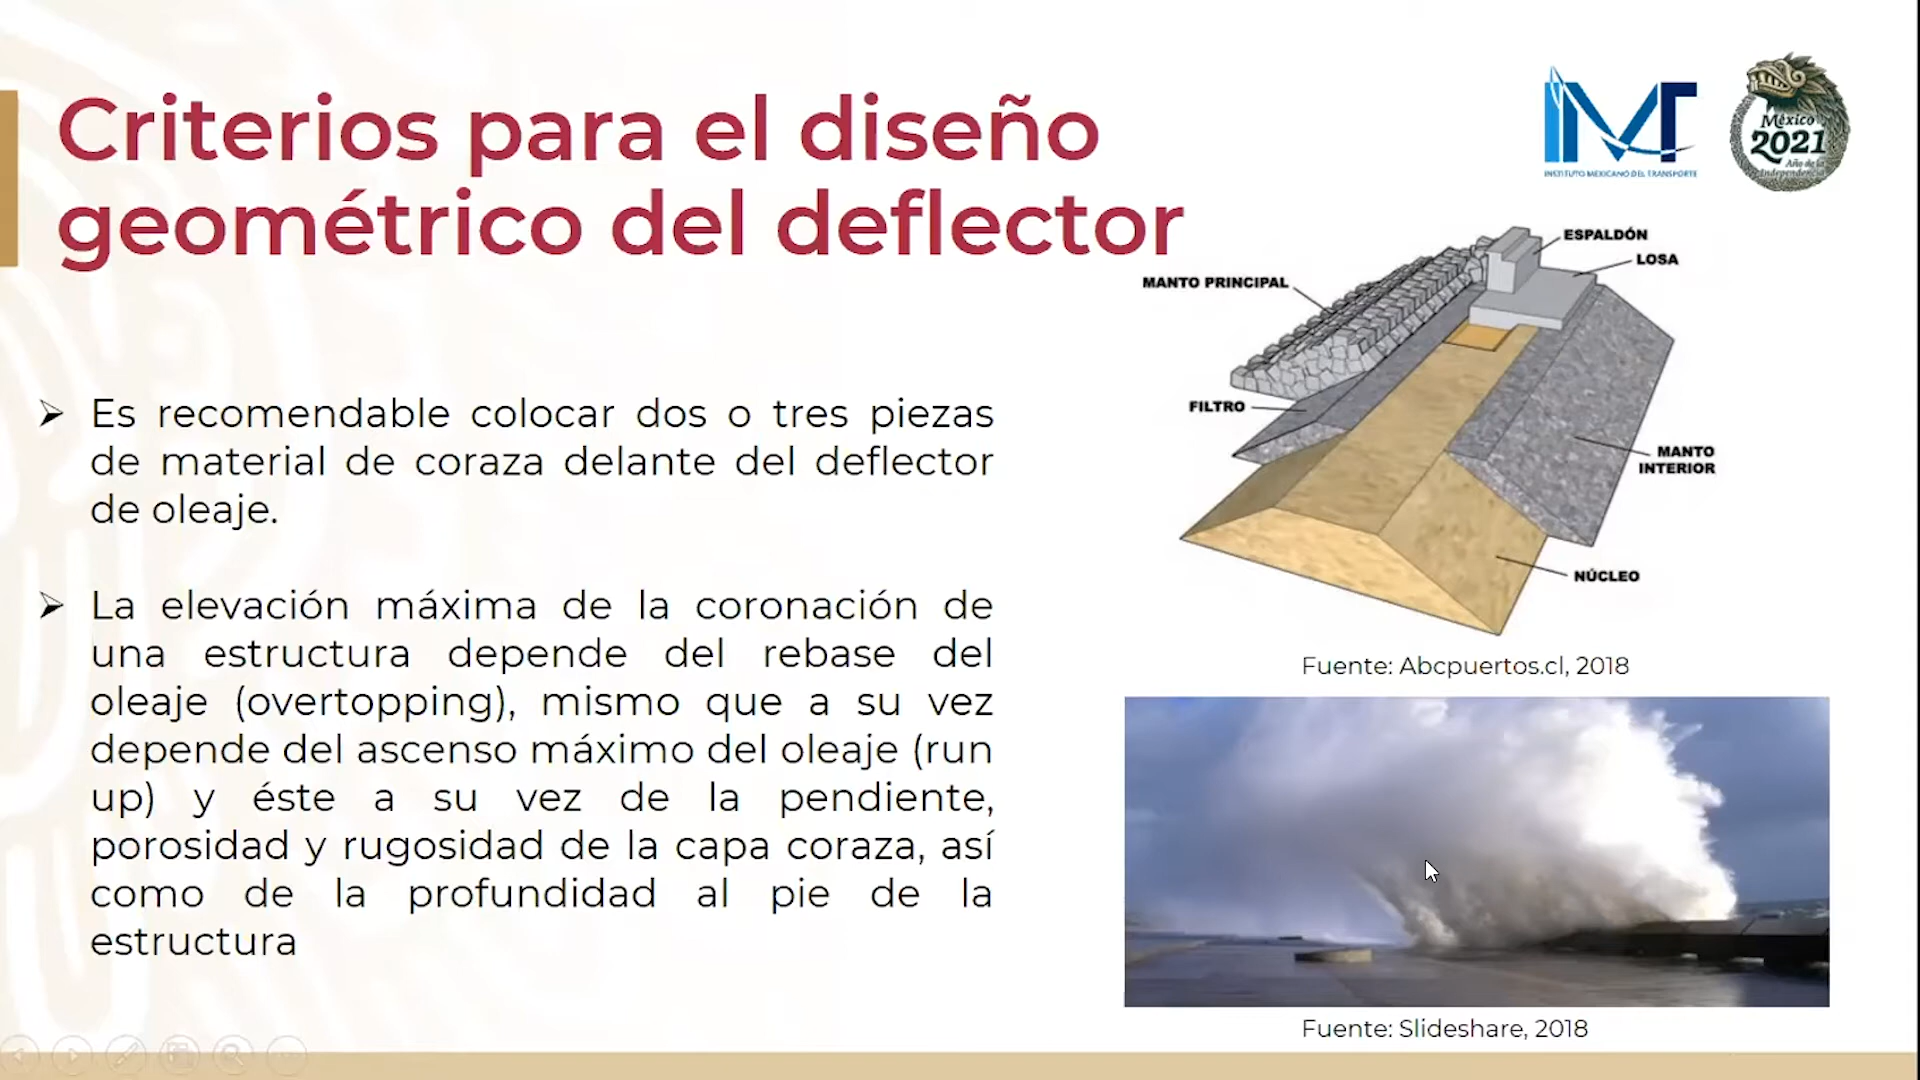 Criterios para el diseño
geométrico del deflector
INSTITUTO MEXICANO DEL TRANSPORTE
México
2021
Año de la
Independencia
➢ Es recomendable colocar dos o tres piezas
de material de coraza delante del deflector
de oleaje.
➢ La elevación máxima de la coronación de
una estructura depende del rebase del
oleaje (overtopping), mismo que a su vez
depende del ascenso máximo del oleaje (run
up) y éste a su vez de la pendiente,
porosidad y rugosidad de la capa coraza, así
como de la profundidad al pie de la
estructura
ESPALDÓN
LOSA
MANTO PRINCIPAL
FILTRO
MANTO
INTERIOR
NÚCLEO
Fuente: Abcpuertos.cl, 2018
Fuente: Slideshare, 2018